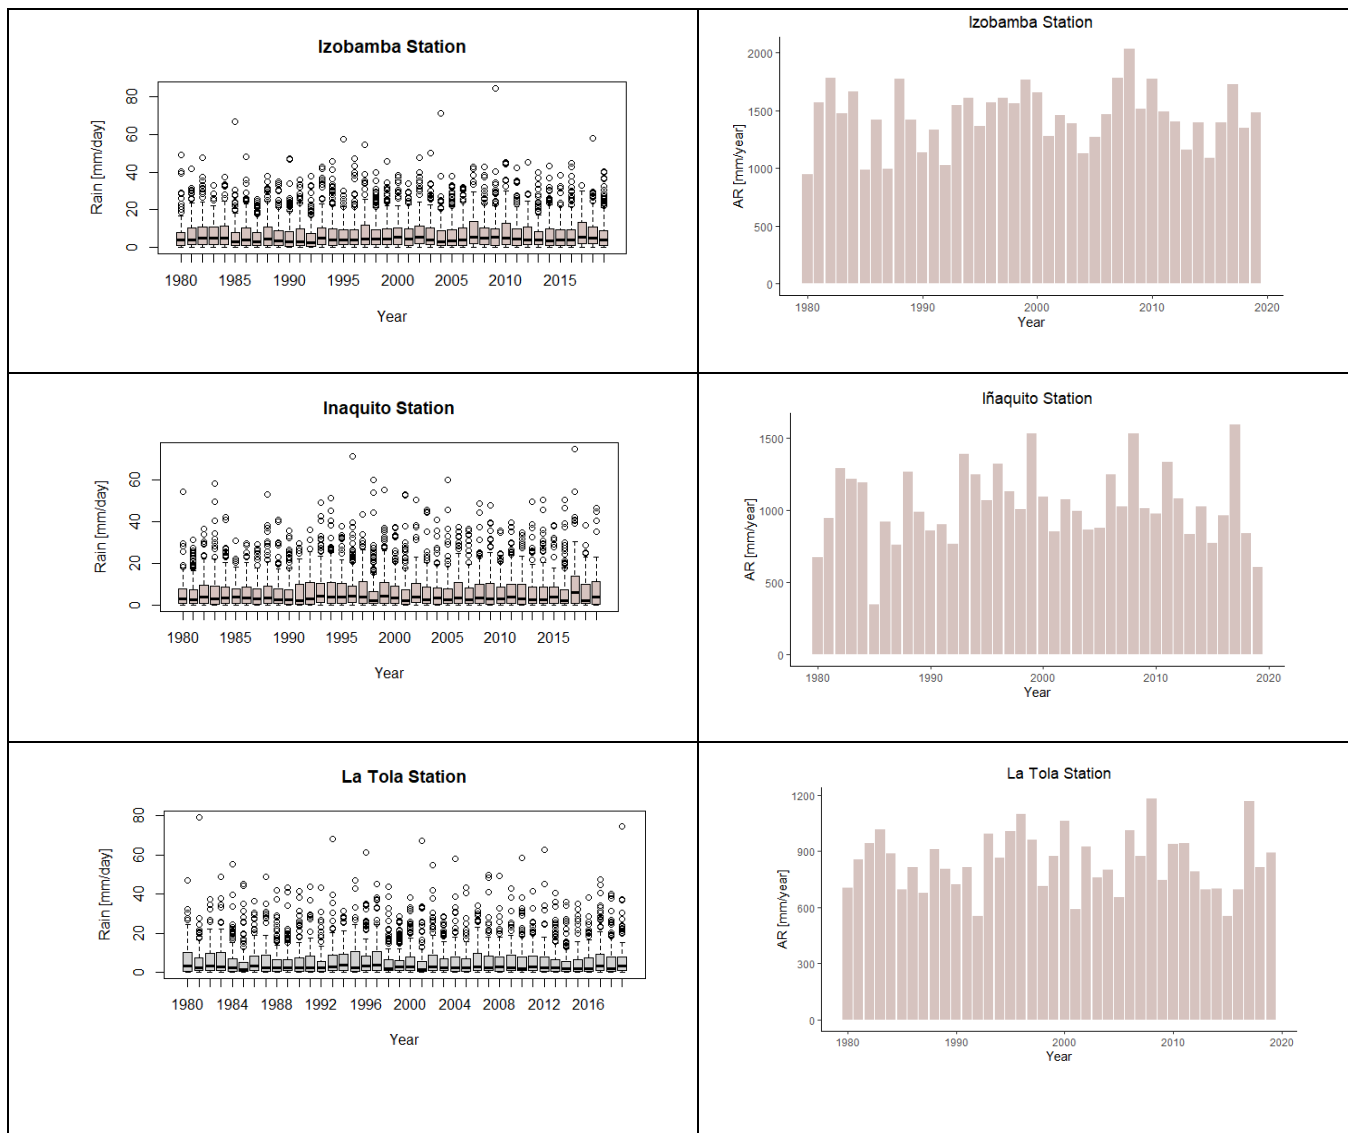 Izobamba Station
Rain [mm/day]
80
60
40
20
0
1980 1985 1990 1995 2000 2005 2010 2015
Year
Izobamba Station
AR [mm/year]
2000
1500
1000
500
0
1980 1990 2000 2010 2020
Year
Inaquito Station
Rain [mm/day]
60
40
20
0
1980 1985 1990 1995 2000 2005 2010 2015
Year
Iñaquito Station
AR [mm/year]
1500
1000
500
0
1980 1990 2000 2010 2020
Year
La Tola Station
Rain [mm/day]
80
60
40
20
0
1980 1984 1988 1992 1996 2000 2004 2008 2012 2016
Year
La Tola Station
AR [mm/year]
1200
900
600
300
0
1980 1990 2000 2010 2020
Year